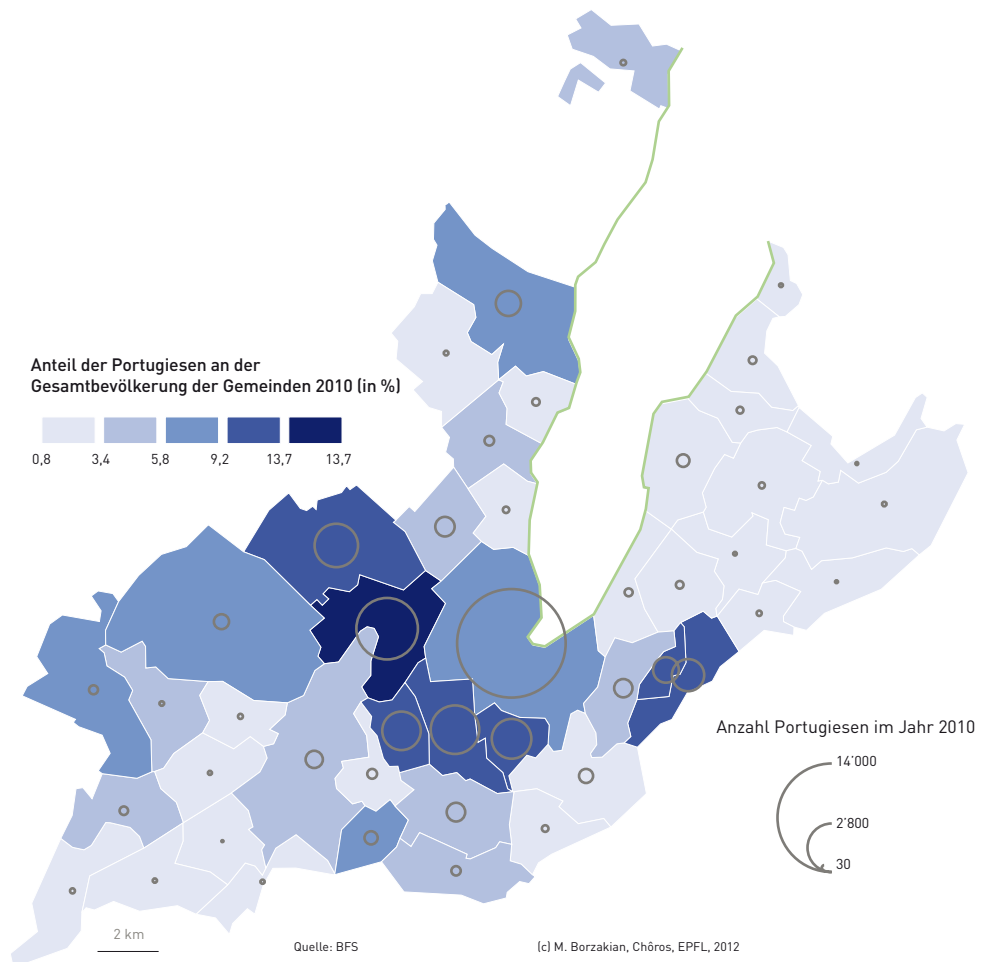 Anteil der Portugiesen an der
Gesamtbevölkerung der Gemeinden 2010 (in %)
0,8 3,4 5,8 9,2 13,7 13,7
Anzahl Portugiesen im Jahr 2010
14’000
2’800
30
2 km
Quelle: BFS
(c) M. Borzakian, Chôros, EPFL, 2012